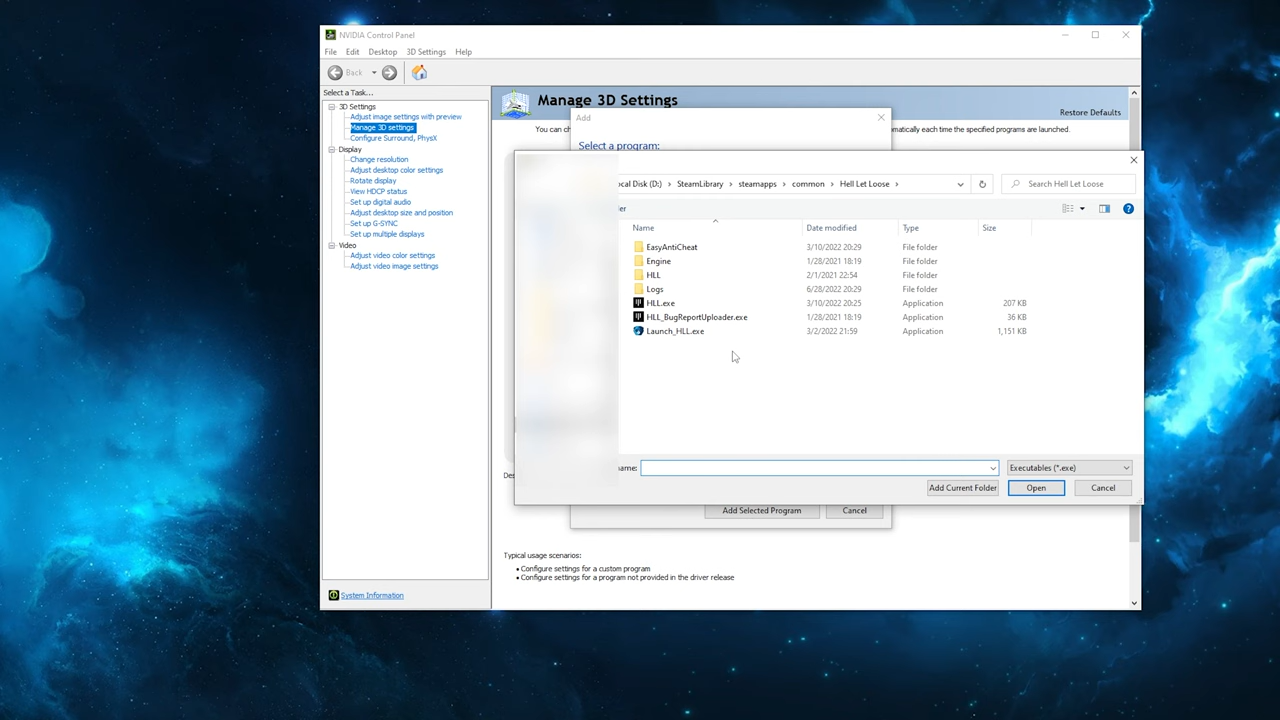 NVIDIA Control Panel
File Edit Desktop 3D Settings Help
Back
Select a Task...
3D Settings
Adjust image settings with preview
Manage 3D settings
Configure Surround, PhysX
Display
Change resolution
Adjust desktop color settings
Rotate display
View HDCP status
Set up digital audio
Adjust desktop size and position
Set up G-SYNC
Set up multiple displays
Video
Adjust video color settings
Adjust video image settings
System Information
Manage 3D Settings
Restore Defaults
You can ch
omatically each time the specified programs are launched.
Add
Select a program:
ocal Disk (D:) › SteamLibrary › steamapps › common › Hell Let Loose ›
Search Hell Let Loose
der
Name Date modified Type Size
EasyAntiCheat 3/10/2022 20:29 File folder
Engine 1/28/2021 18:19 File folder
HLL 2/1/2021 22:54 File folder
Logs 6/28/2022 20:29 File folder
HLL.exe 3/10/2022 20:25 Application 207 KB
HLL_BugReportUploader.exe 1/28/2021 18:19 Application 36 KB
Launch_HLL.exe 3/2/2022 21:59 Application 1,151 KB
name:
Executables (*.exe)
Add Current Folder Open Cancel
Des
Add Selected Program Cancel
Typical usage scenarios:
• Configure settings for a custom program
• Configure settings for a program not provided in the driver release